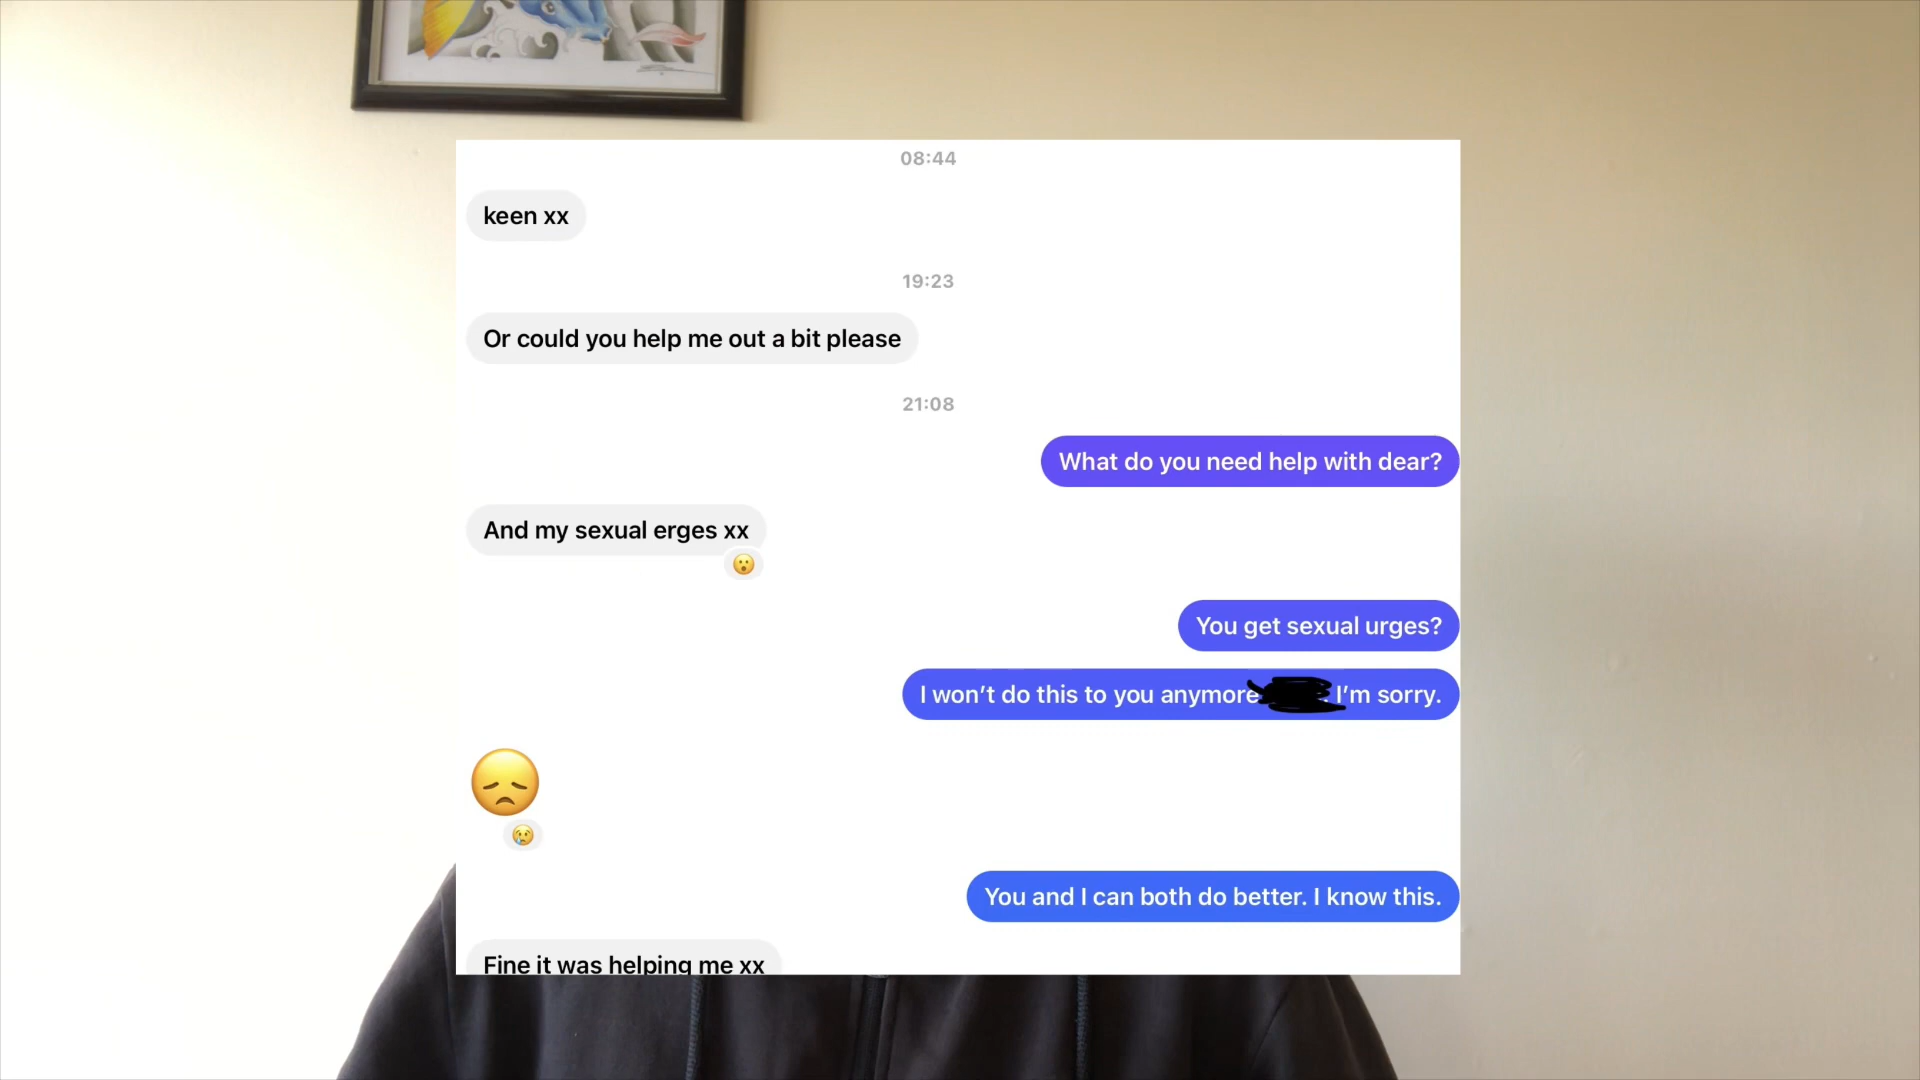 08:44
keen xx
19:23
Or could you help me out a bit please
21:08
What do you need help with dear?
And my sexual erges xx
You get sexual urges?
I won't do this to you anymore I'm sorry.
You and I can both do better. I know this.
Fine it was helping me xx